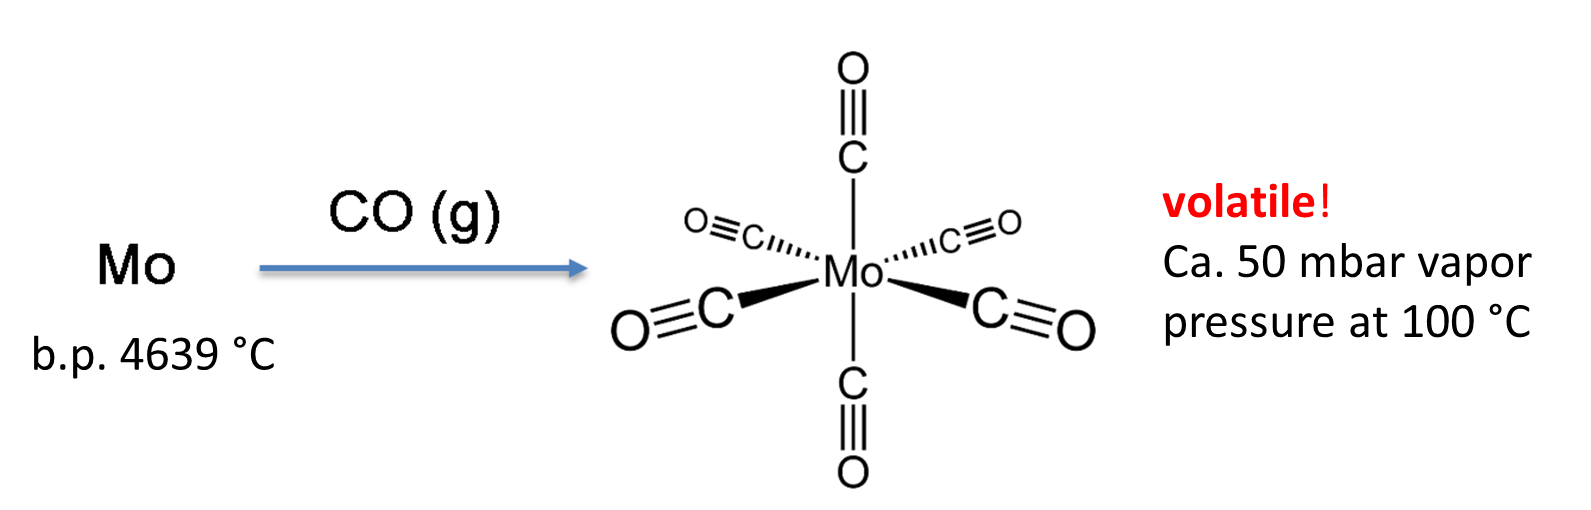 Mo
b.p. 4639 °C
CO (g)
O
C
O C C O
Mo
O C C O
C
O
volatile!
Ca. 50 mbar vapor
pressure at 100 °C